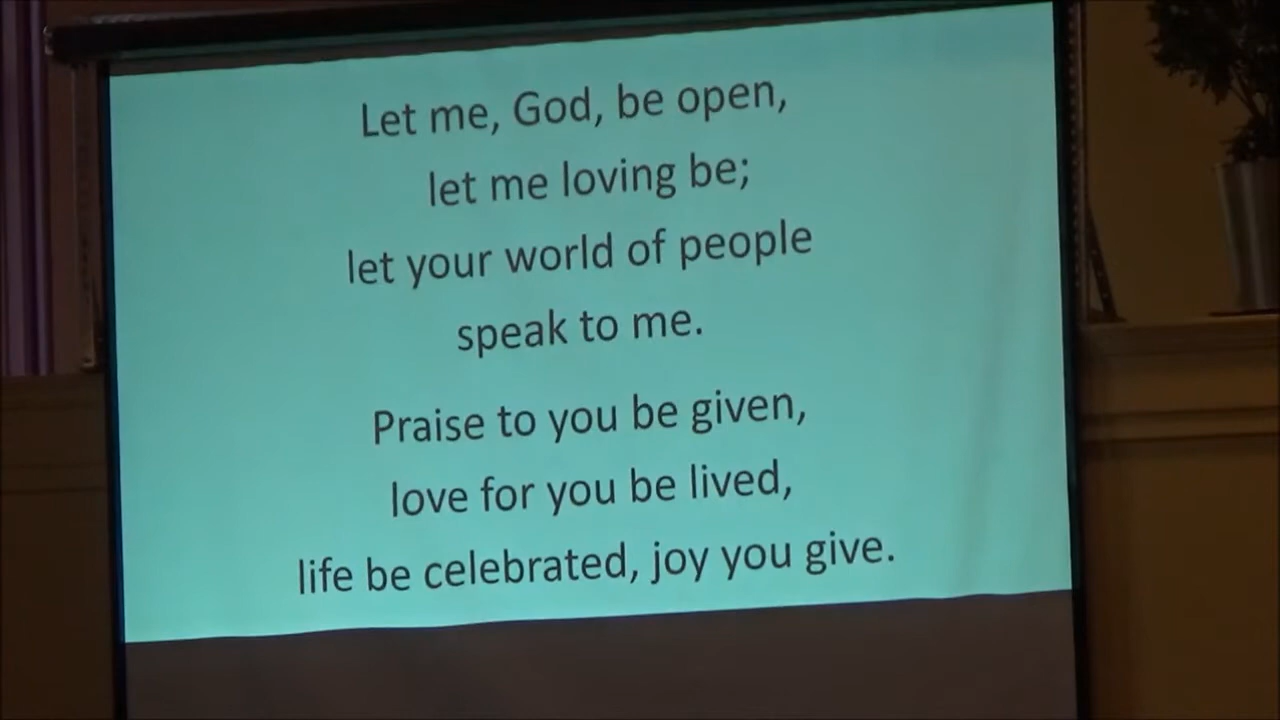 Let me, God, be open,
let me loving be;
let your world of people
speak to me.
Praise to you be given,
love for you be lived,
life be celebrated, joy you give.